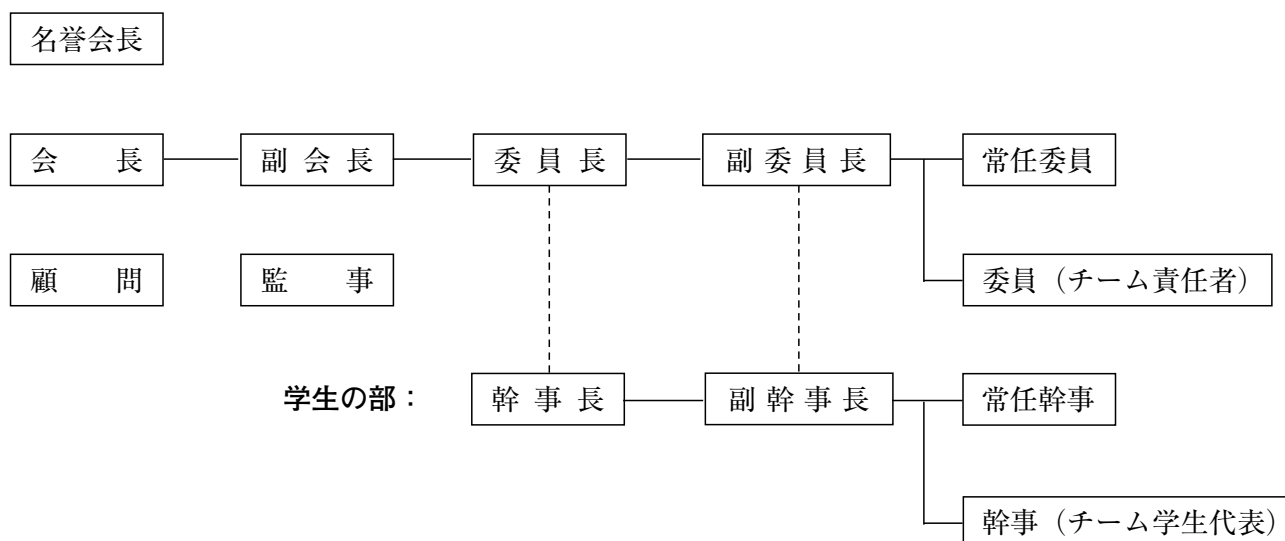 名誉会長
会長 副会長 委員長 副委員長 常任委員
顧問 監事 委員（チーム責任者）
学生の部： 幹事長 副幹事長 常任幹事
幹事（チーム学生代表）